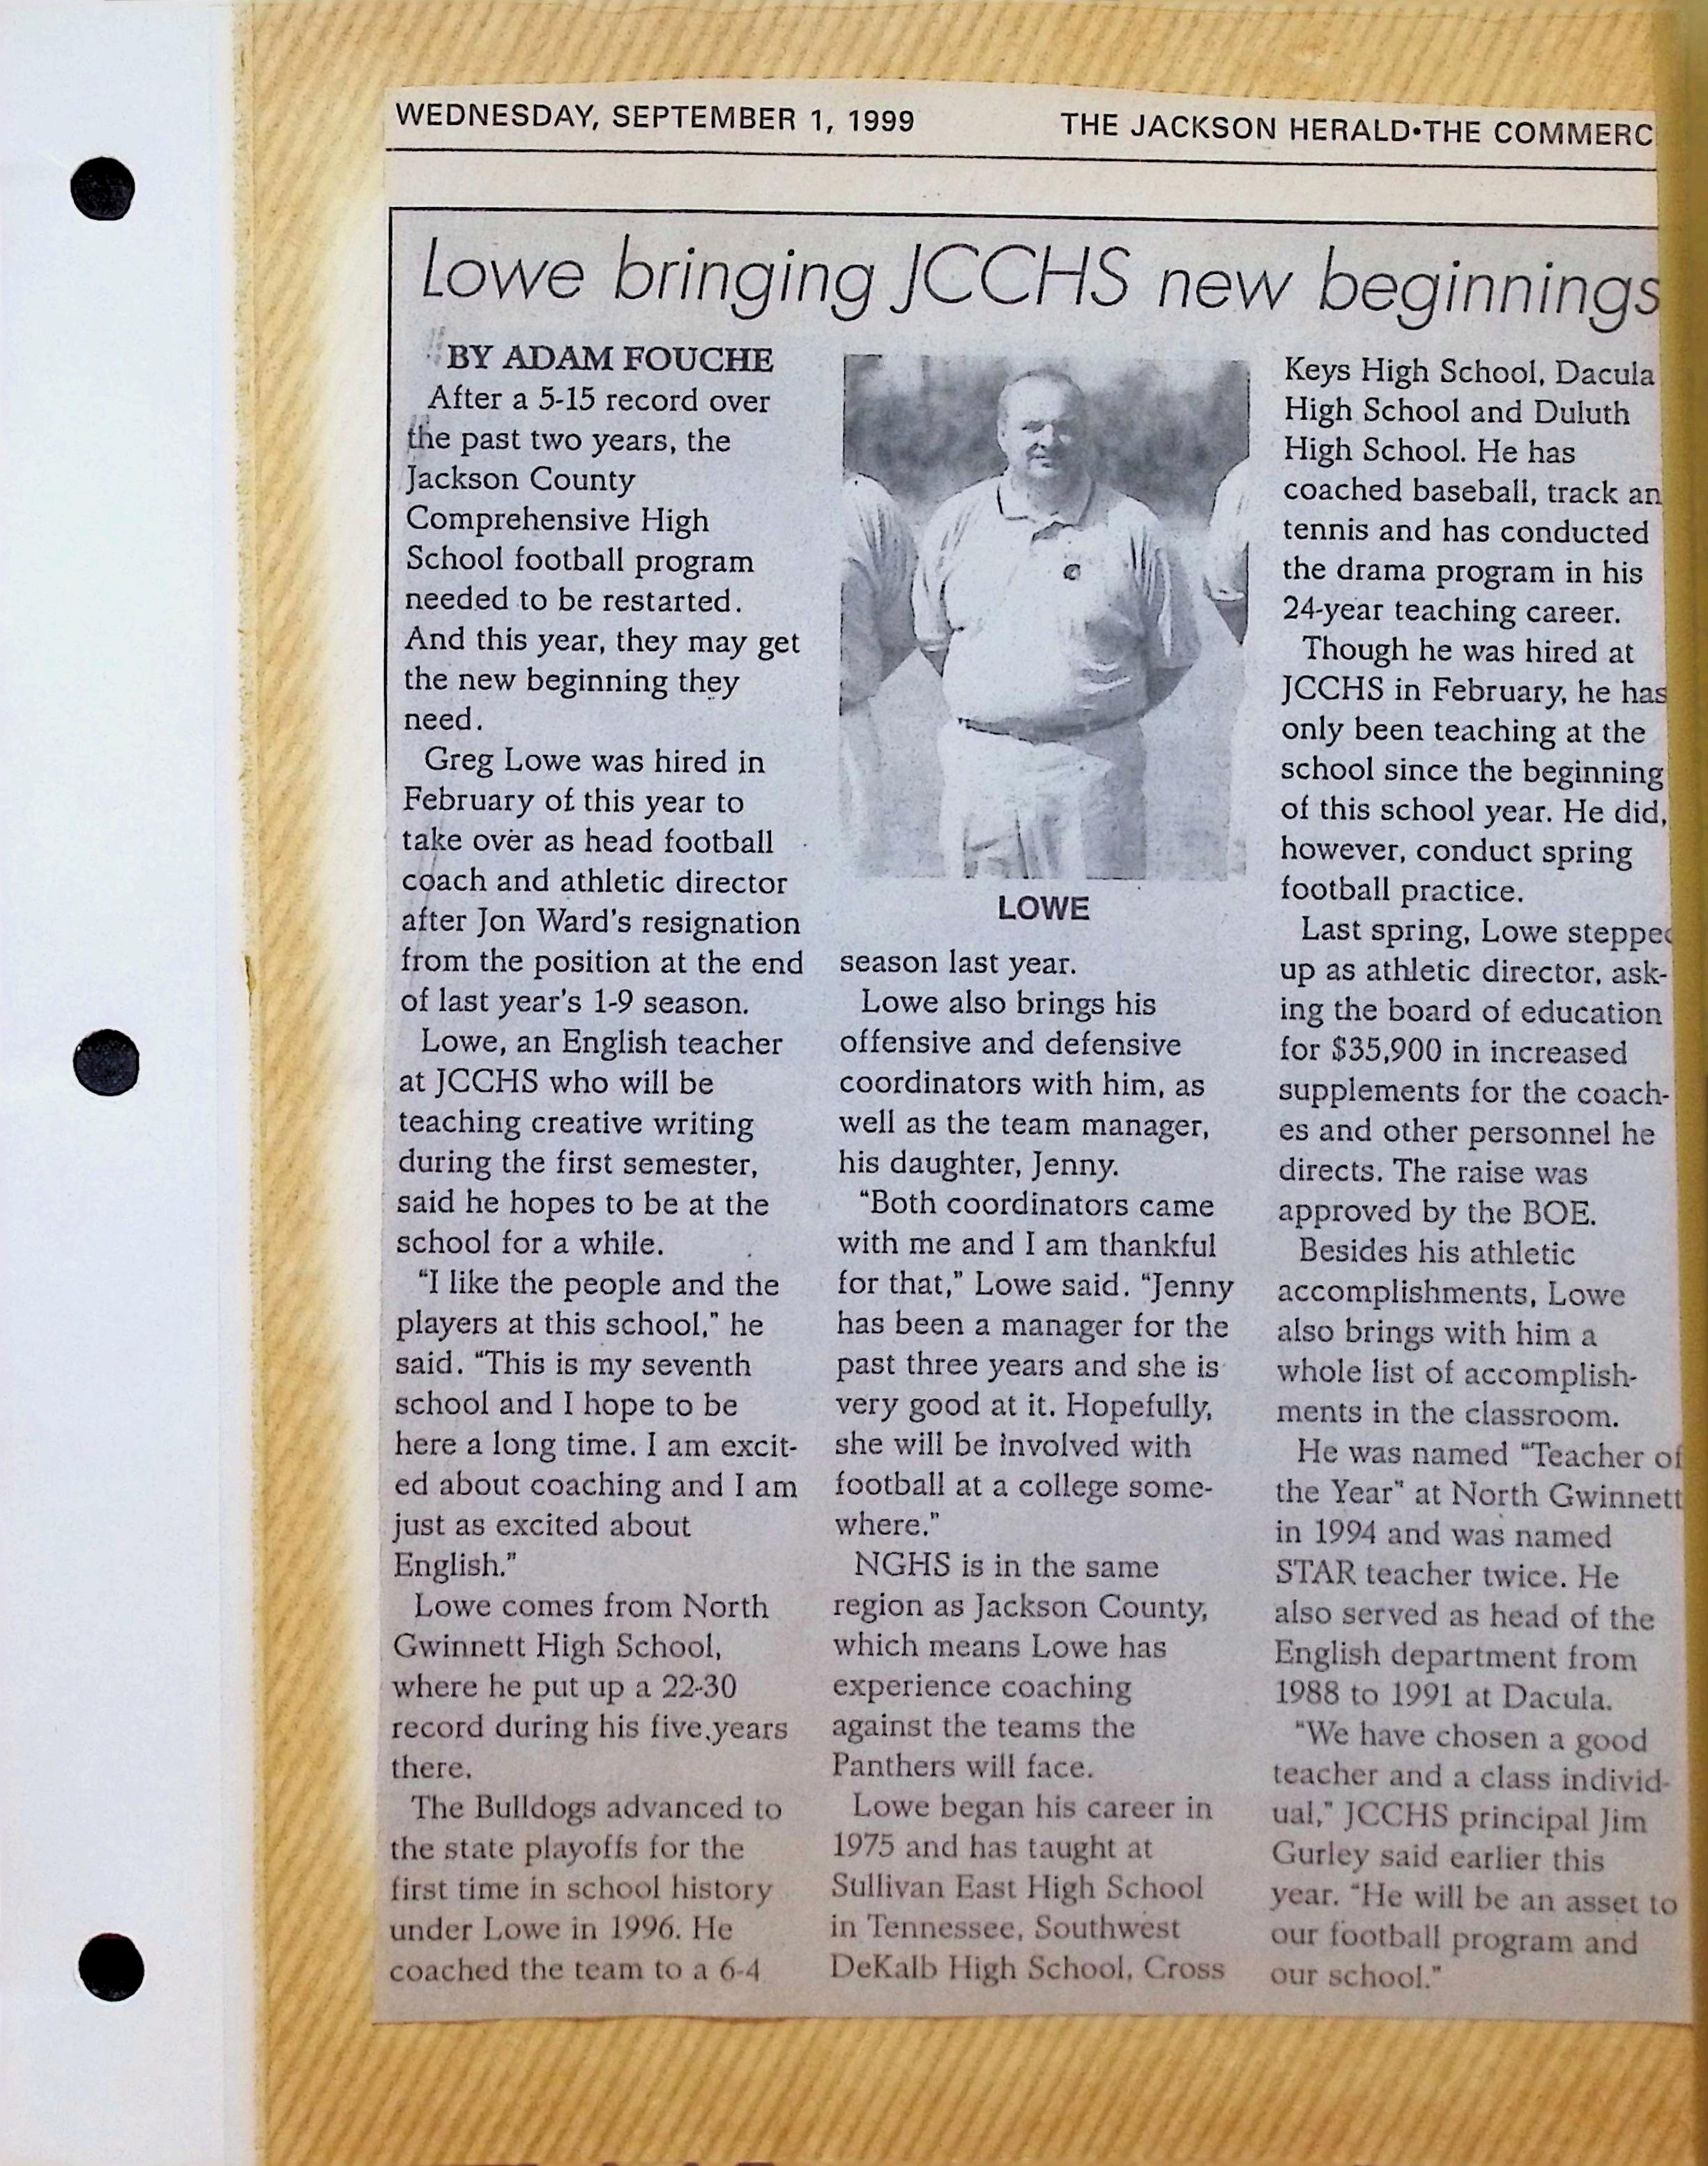 WEDNESDAY, SEPTEMBER 1, 1999
THE JACKSON HERALD•THE COMMERC
Lowe bringing JCCHS new beginnings
BY ADAM FOUCHE
After a 5-15 record over
the past two years, the
Jackson County
Comprehensive High
School football program
needed to be restarted.
And this year, they may get
the new beginning they
need.
Greg Lowe was hired in
February of this year to
take over as head football
coach and athletic director
after Jon Ward's resignation
from the position at the end
of last year's 1-9 season.
Lowe, an English teacher
at JCCHS who will be
teaching creative writing
during the first semester,
said he hopes to be at the
school for a while.
"I like the people and the
players at this school," he
said. "This is my seventh
school and I hope to be
here a long time. I am excit-
ed about coaching and I am
just as excited about
English."
Lowe comes from North
Gwinnett High School,
where he put up a 22-30
record during his five years
there.
The Bulldogs advanced to
the state playoffs for the
first time in school history
under Lowe in 1996. He
coached the team to a 6-4
LOWE
season last year.
Lowe also brings his
offensive and defensive
coordinators with him, as
well as the team manager,
his daughter, Jenny.
"Both coordinators came
with me and I am thankful
for that," Lowe said. "Jenny
has been a manager for the
past three years and she is
very good at it. Hopefully,
she will be involved with
football at a college some-
where."
NGHS is in the same
region as Jackson County,
which means Lowe has
experience coaching
against the teams the
Panthers will face.
Lowe began his career in
1975 and has taught at
Sullivan East High School
in Tennessee, Southwest
DeKalb High School, Cross
Keys High School, Dacula
High School and Duluth
High School. He has
coached baseball, track an
tennis and has conducted
the drama program in his
24-year teaching career.
Though he was hired at
JCCHS in February, he has
only been teaching at the
school since the beginning
of this school year. He did,
however, conduct spring
football practice.
Last spring, Lowe stepped
up as athletic director, ask-
ing the board of education
for $35,900 in increased
supplements for the coach-
es and other personnel he
directs. The raise was
approved by the BOE.
Besides his athletic
accomplishments, Lowe
also brings with him a
whole list of accomplish-
ments in the classroom.
He was named "Teacher of
the Year" at North Gwinnett
in 1994 and was named
STAR teacher twice. He
also served as head of the
English department from
1988 to 1991 at Dacula.
"We have chosen a good
teacher and a class individ-
ual," JCCHS principal Jim
Gurley said earlier this
year. "He will be an asset to
our football program and
our school."